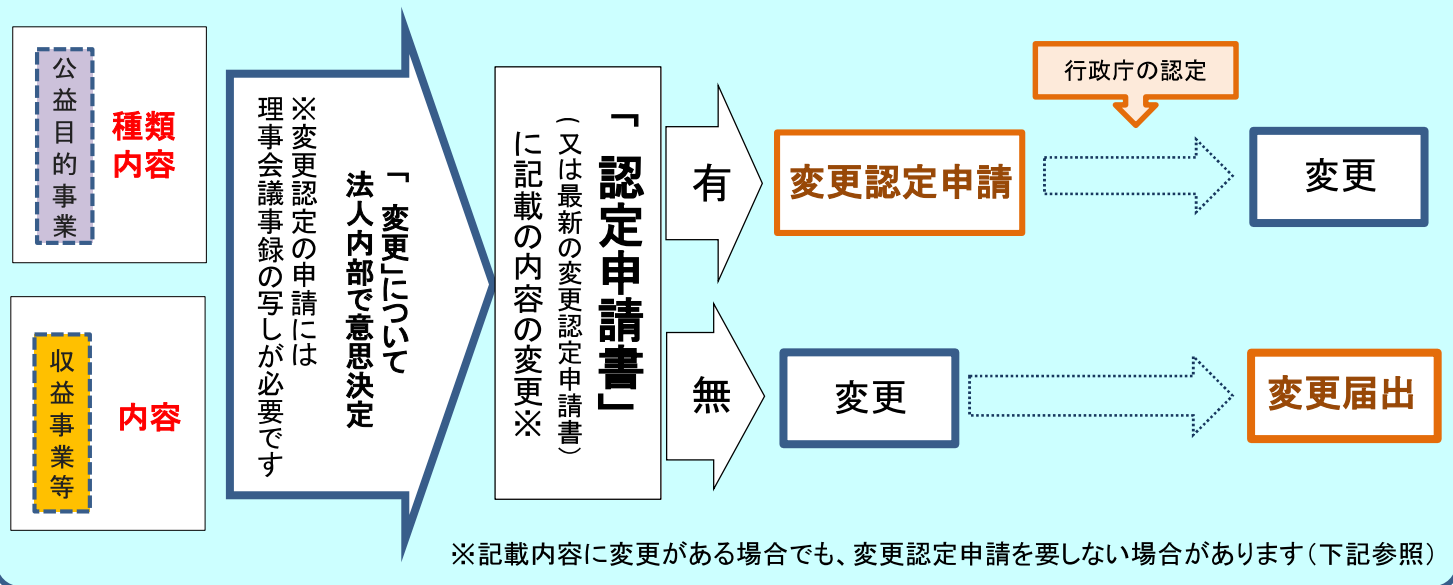 公益目的事業
種類
内容
収益事業等
内容
「変更」について
法人内部で意思決定
※変更認定の申請には
理事会議事録の写しが必要です
「認定申請書」
(又は最新の変更認定申請書)
に記載の内容の変更※
有
変更認定申請
行政庁の認定
変更
無
変更
変更届出
※記載内容に変更がある場合でも、変更認定申請を要しない場合があります(下記参照)